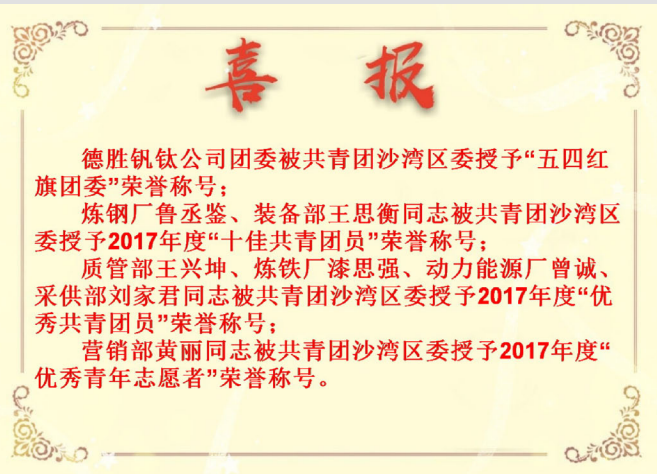 喜报
德胜钒钛公司团委被共青团沙湾区委授予“五四红
旗团委”荣誉称号；
炼钢厂鲁丞鉴、装备部王思衡同志被共青团沙湾区
委授予2017年度“十佳共青团员”荣誉称号；
质管部王兴坤、炼铁厂漆思强、动力能源厂曾诚、
采供部刘家君同志被共青团沙湾区委授予2017年度“优
秀共青团员”荣誉称号；
营销部黄丽同志被共青团沙湾区委授予2017年度“
优秀青年志愿者”荣誉称号。